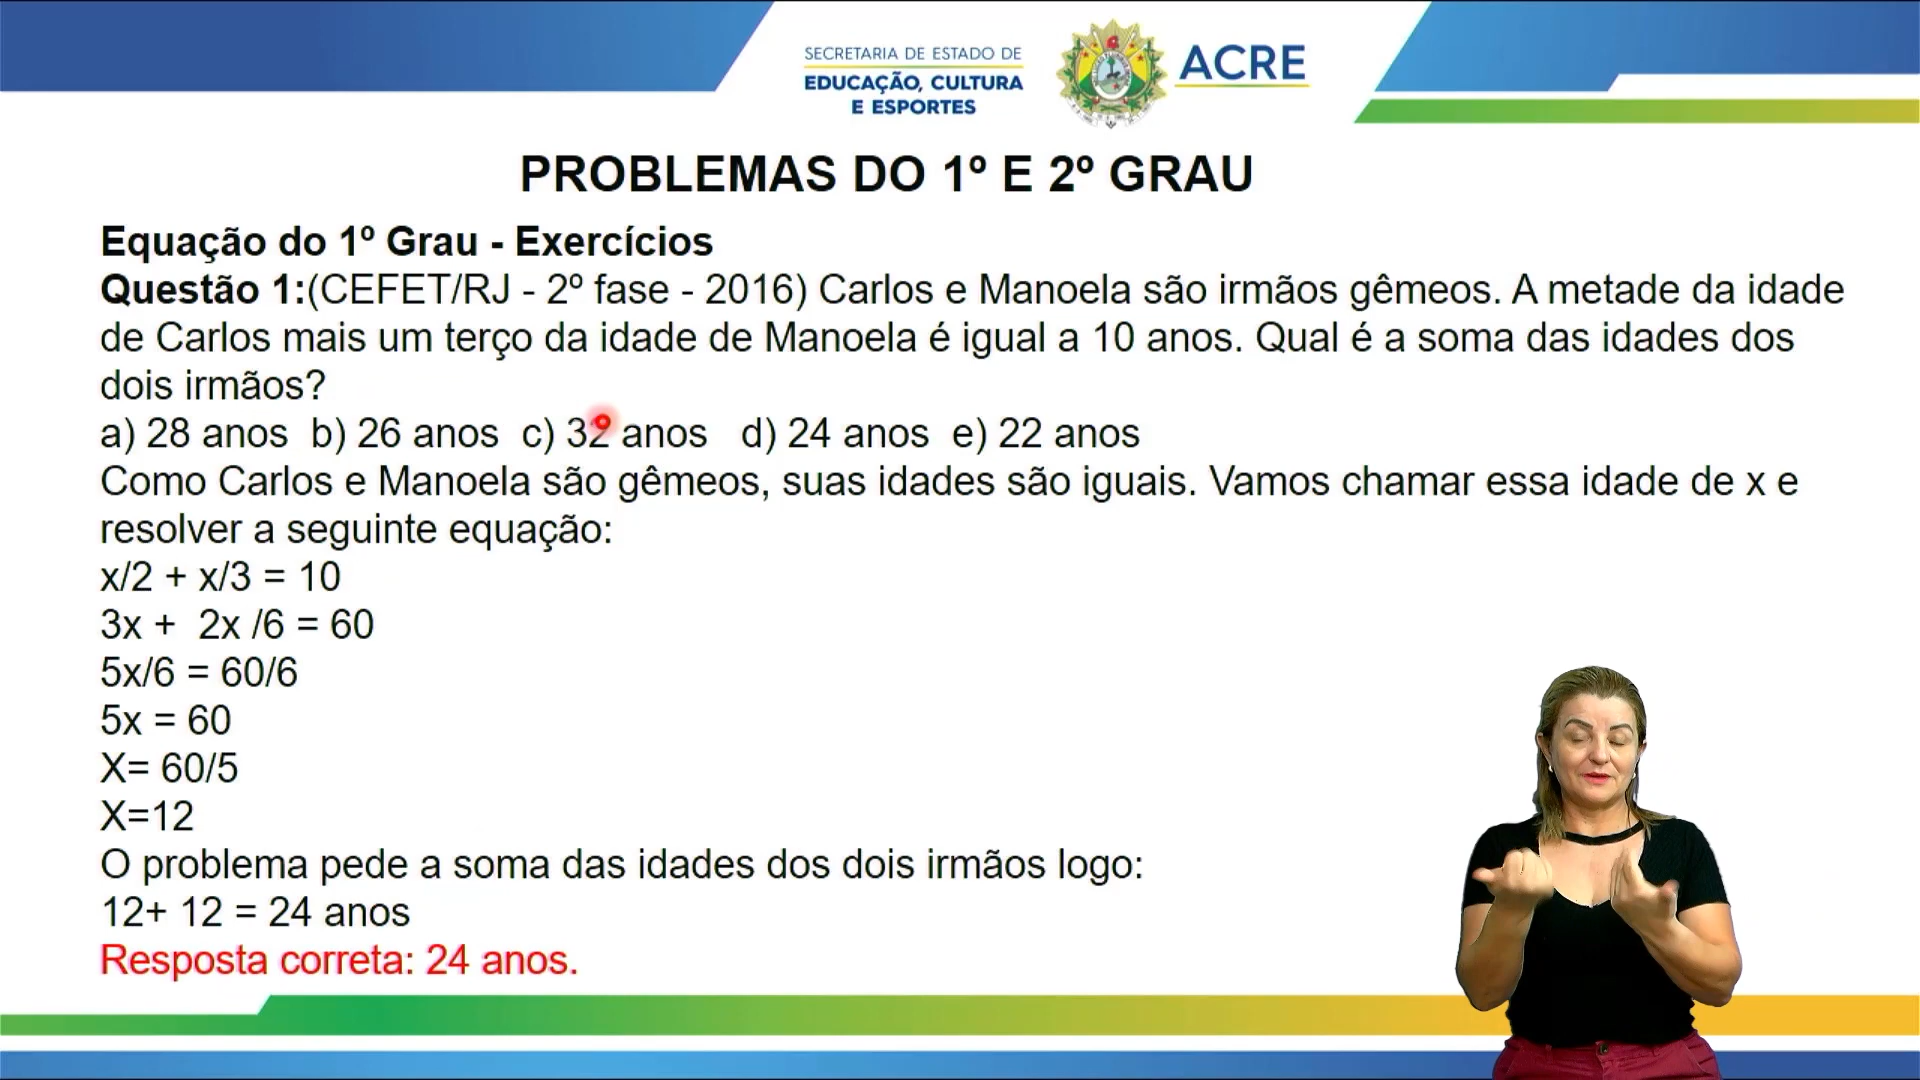 SECRETARIA DE ESTADO DE
EDUCAÇÃO, CULTURA
E ESPORTES
ACRE
PROBLEMAS DO 1º E 2º GRAU
Equação do 1º Grau - Exercícios
Questão 1:(CEFET/RJ - 2º fase - 2016) Carlos e Manoela são irmãos gêmeos. A metade da idade
de Carlos mais um terço da idade de Manoela é igual a 10 anos. Qual é a soma das idades dos
dois irmãos?
a) 28 anos b) 26 anos c) 32 anos d) 24 anos e) 22 anos
Como Carlos e Manoela são gêmeos, suas idades são iguais. Vamos chamar essa idade de x e
resolver a seguinte equação:
x/2 + x/3 = 10
3x + 2x /6 = 60
5x/6 = 60/6
5x = 60
X= 60/5
X=12
O problema pede a soma das idades dos dois irmãos logo:
12+ 12 = 24 anos
Resposta correta: 24 anos.